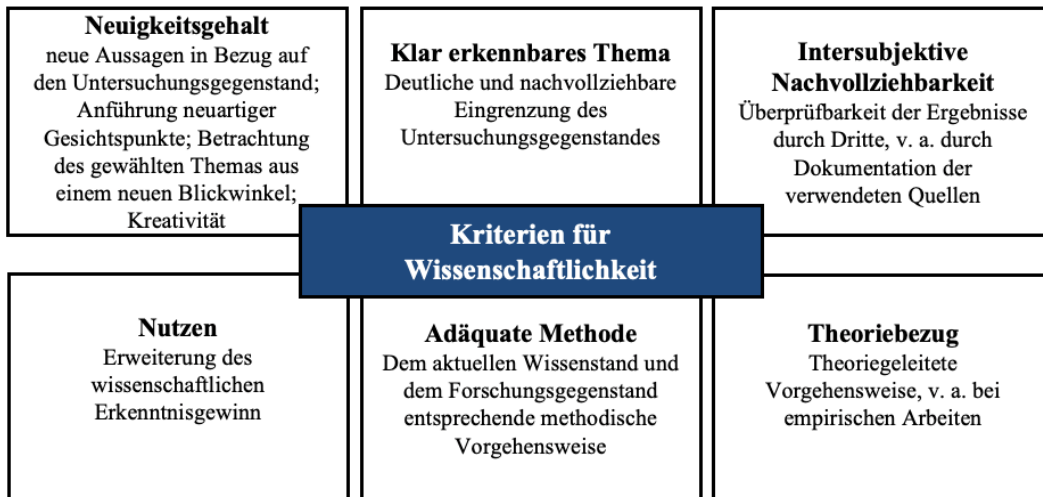 Neuigkeitsgehalt
neue Aussagen in Bezug auf
den Untersuchungsgegenstand;
Anführung neuartiger
Gesichtspunkte; Betrachtung
des gewählten Themas aus
einem neuen Blickwinkel;
Kreativität
Klar erkennbares Thema
Deutliche und nachvollziehbare
Eingrenzung des
Untersuchungsgegenstandes
Intersubjektive
Nachvollziehbarkeit
Überprüfbarkeit der Ergebnisse
durch Dritte, v. a. durch
Dokumentation der
verwendeten Quellen
Kriterien für
Wissenschaftlichkeit
Nutzen
Erweiterung des
wissenschaftlichen
Erkenntnisgewinn
Adäquate Methode
Dem aktuellen Wissenstand und
dem Forschungsgegenstand
entsprechende methodische
Vorgehensweise
Theoriebezug
Theoriegeleitete
Vorgehensweise, v. a. bei
empirischen Arbeiten